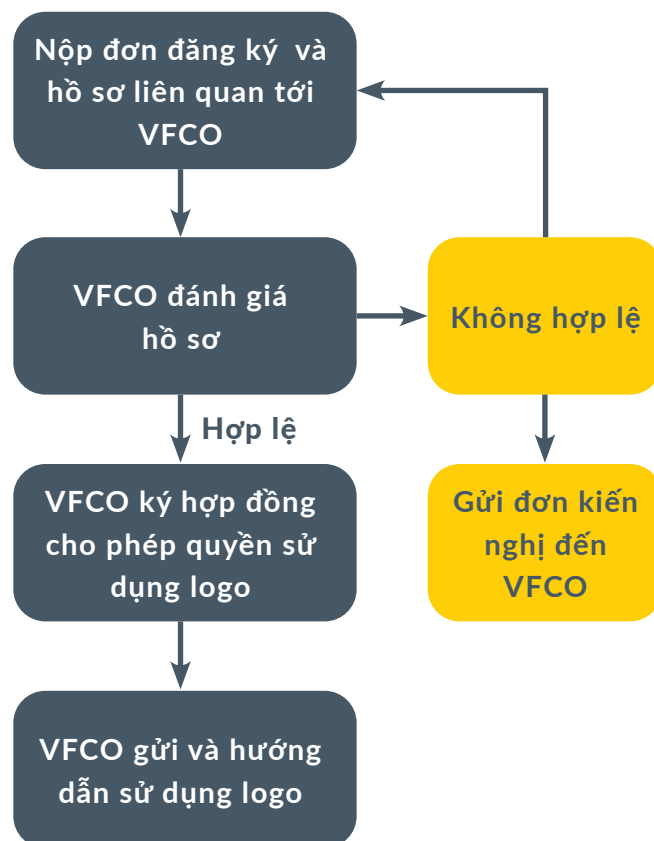 Nộp đơn đăng ký và
hồ sơ liên quan tới
VFCO
VFCO đánh giá
hồ sơ
Không hợp lệ
Hợp lệ
VFCO ký hợp đồng
cho phép quyền sử
dụng logo
Gửi đơn kiến
nghị đến
VFCO
VFCO gửi và hướng
dẫn sử dụng logo